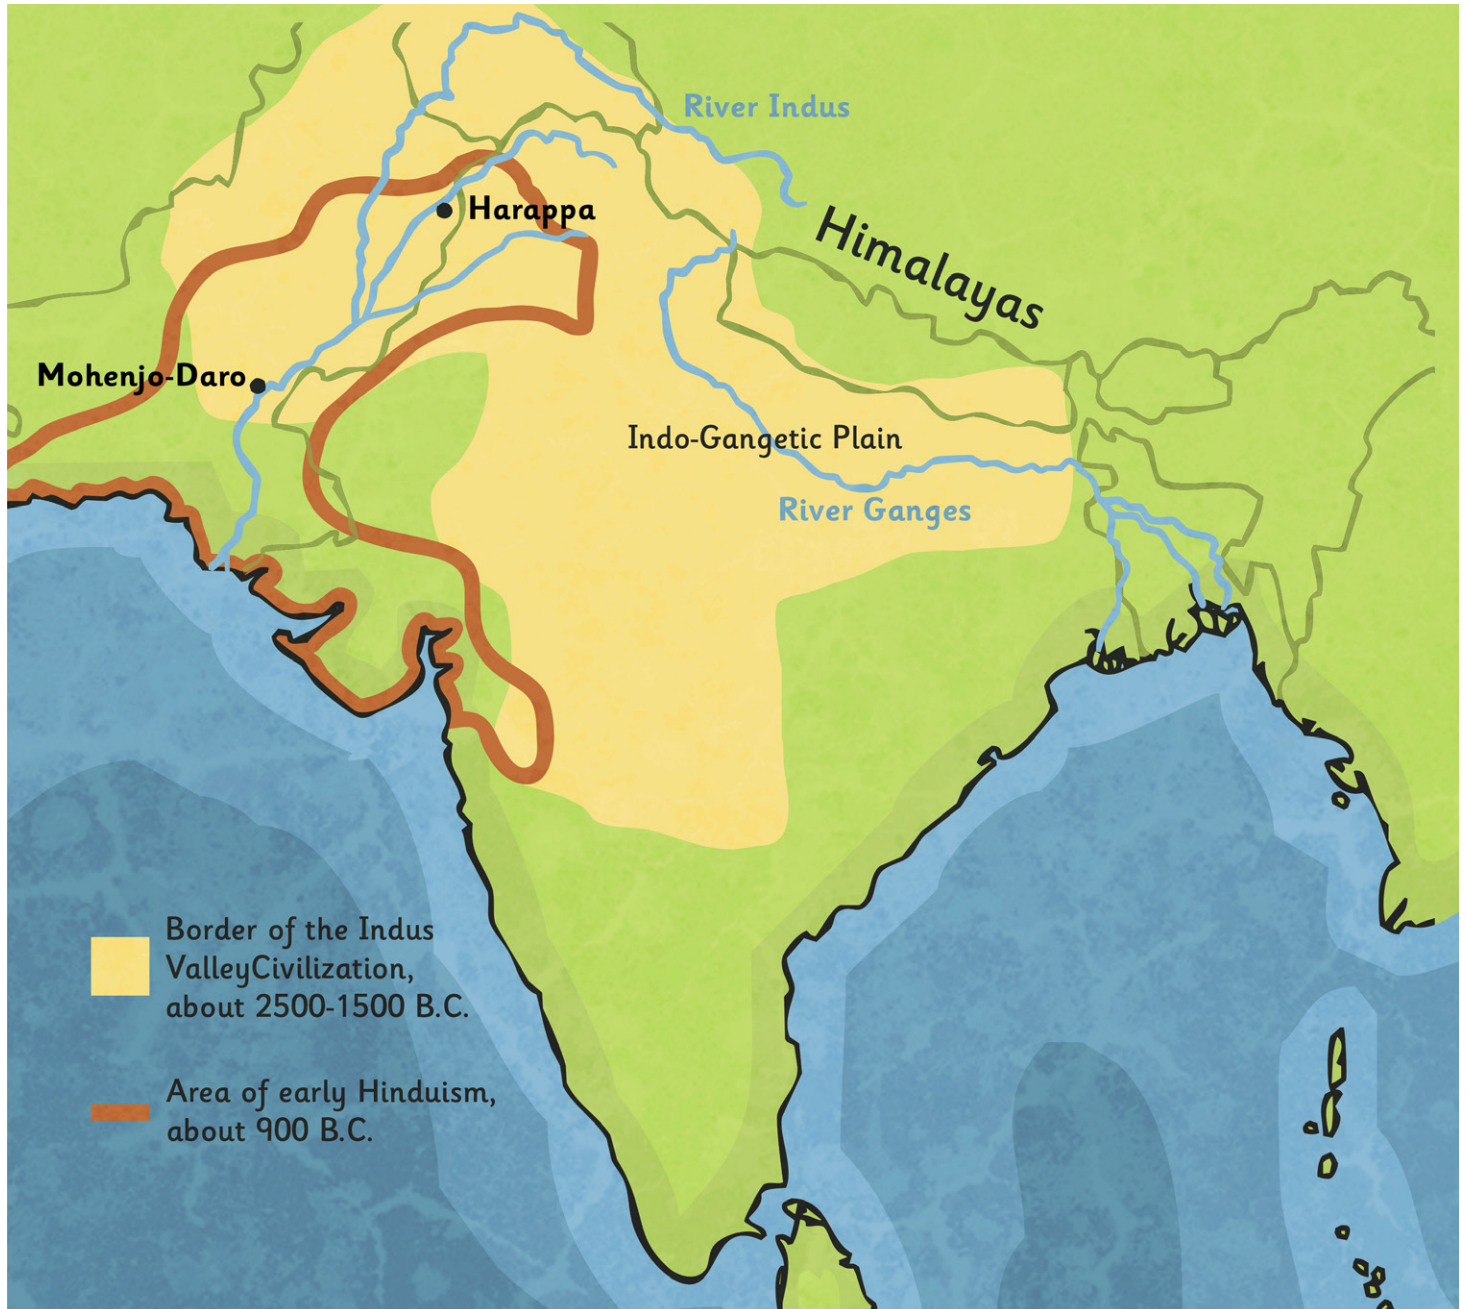 River Indus
Himalayas
Harappa
Mohenjo-Daro
Indo-Gangetic Plain
River Ganges
Border of the Indus
ValleyCivilization,
about 2500-1500 B.C.
Area of early Hinduism,
about 900 B.C.